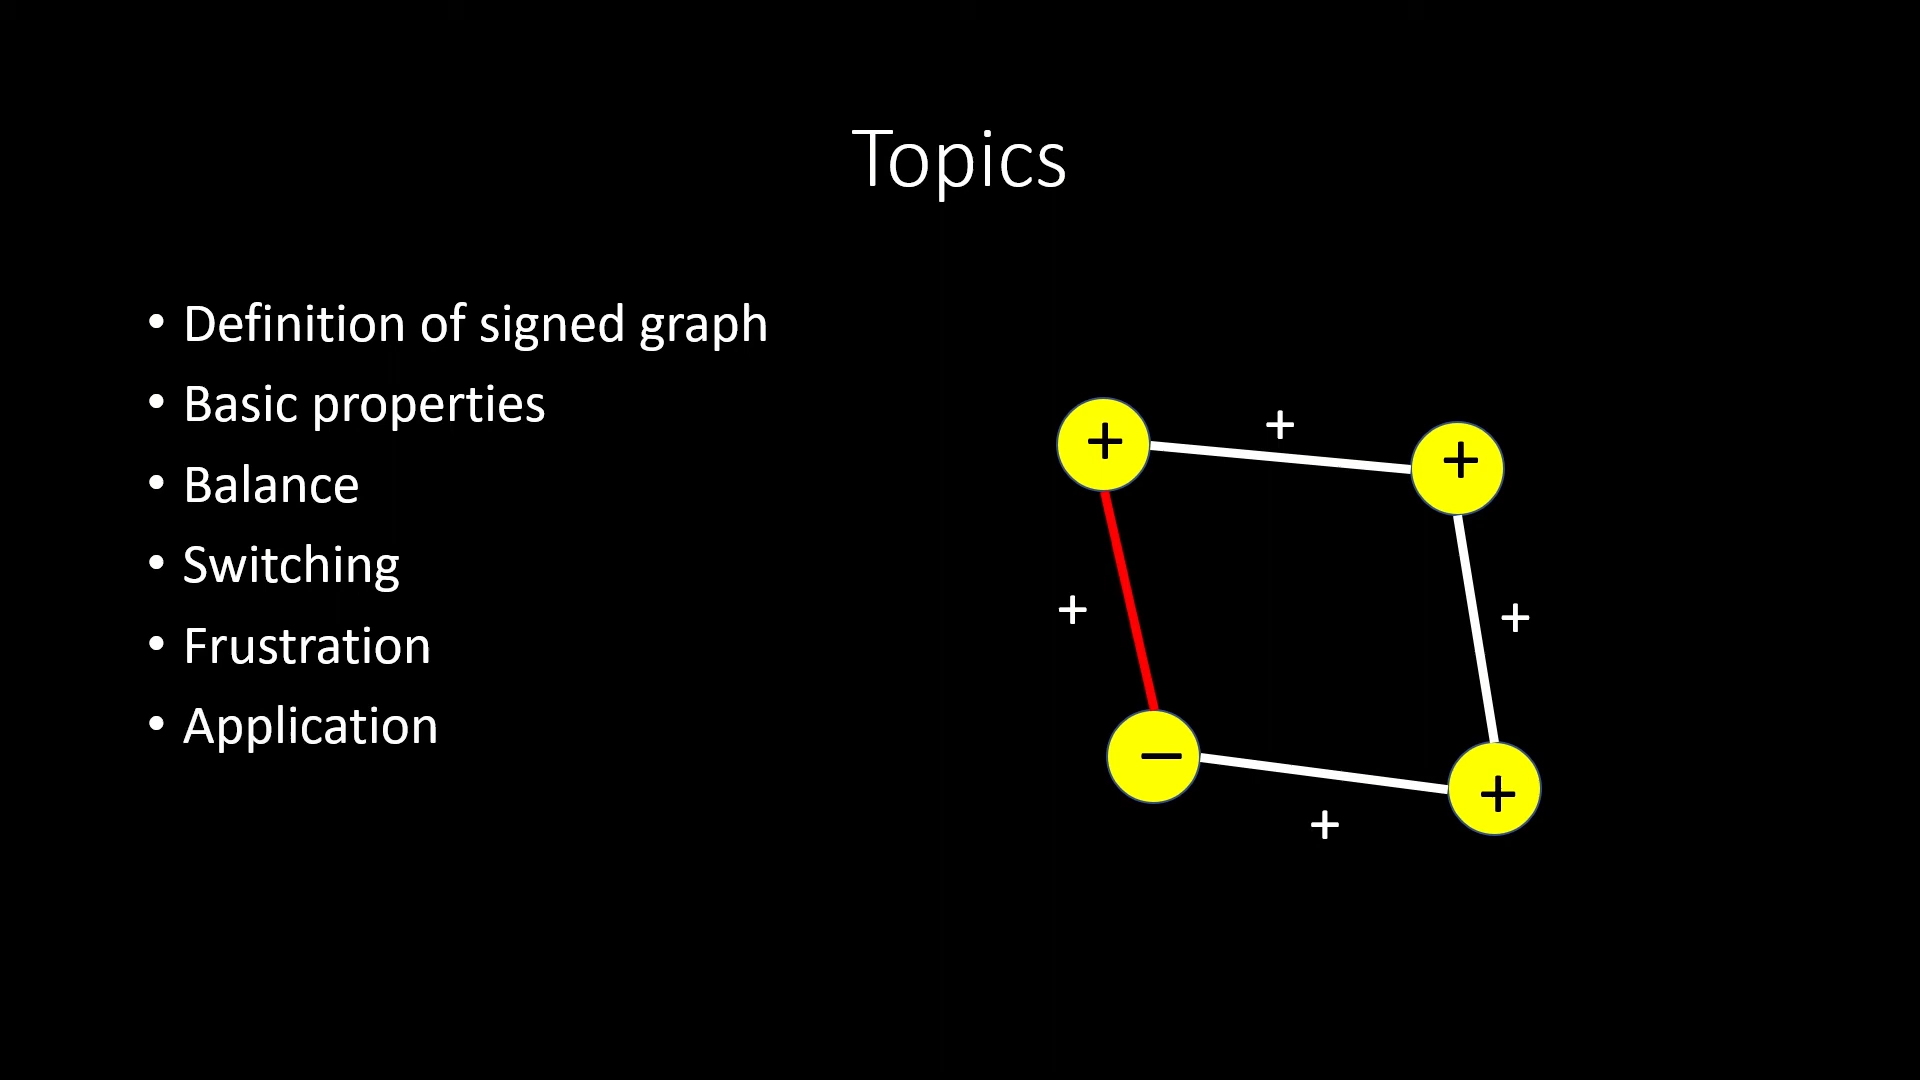 Topics
• Definition of signed graph
• Basic properties
• Balance
• Switching
• Frustration
• Application
+
+
+
+
+
−
+
+